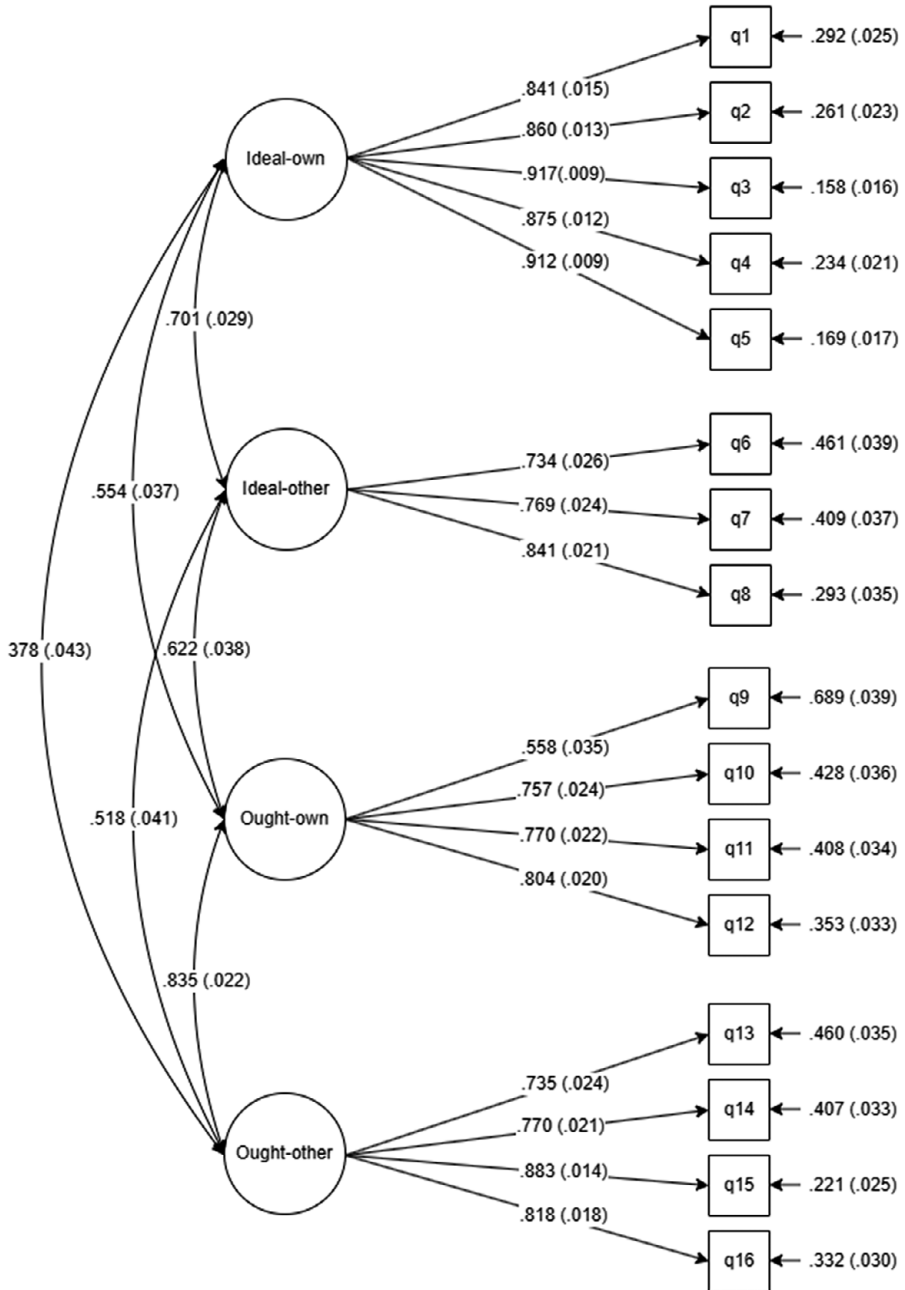 q1 .292 (.025)
.841 (.015)
q2 .261 (.023)
.860 (.013)
Ideal-own
.917(.009)
q3 .158 (.016)
.875 (.012)
q4 .234 (.021)
.912 (.009)
.701 (.029)
q5 .169 (.017)
q6 .461 (.039)
.734 (.026)
Ideal-other
.554 (.037)
.769 (.024)
q7 .409 (.037)
.841 (.021)
q8 .293 (.035)
378 (.043)
.622 (.038)
q9 .689 (.039)
.558 (.035)
q10 .428 (.036)
.757 (.024)
.518 (.041)
Ought-own
.770 (.022)
q11 .408 (.034)
.804 (.020)
q12 .353 (.033)
.835 (.022)
q13 .460 (.035)
.735 (.024)
q14 .407 (.033)
.770 (.021)
Ought-other
.883 (.014)
q15 .221 (.025)
.818 (.018)
q16 .332 (.030)